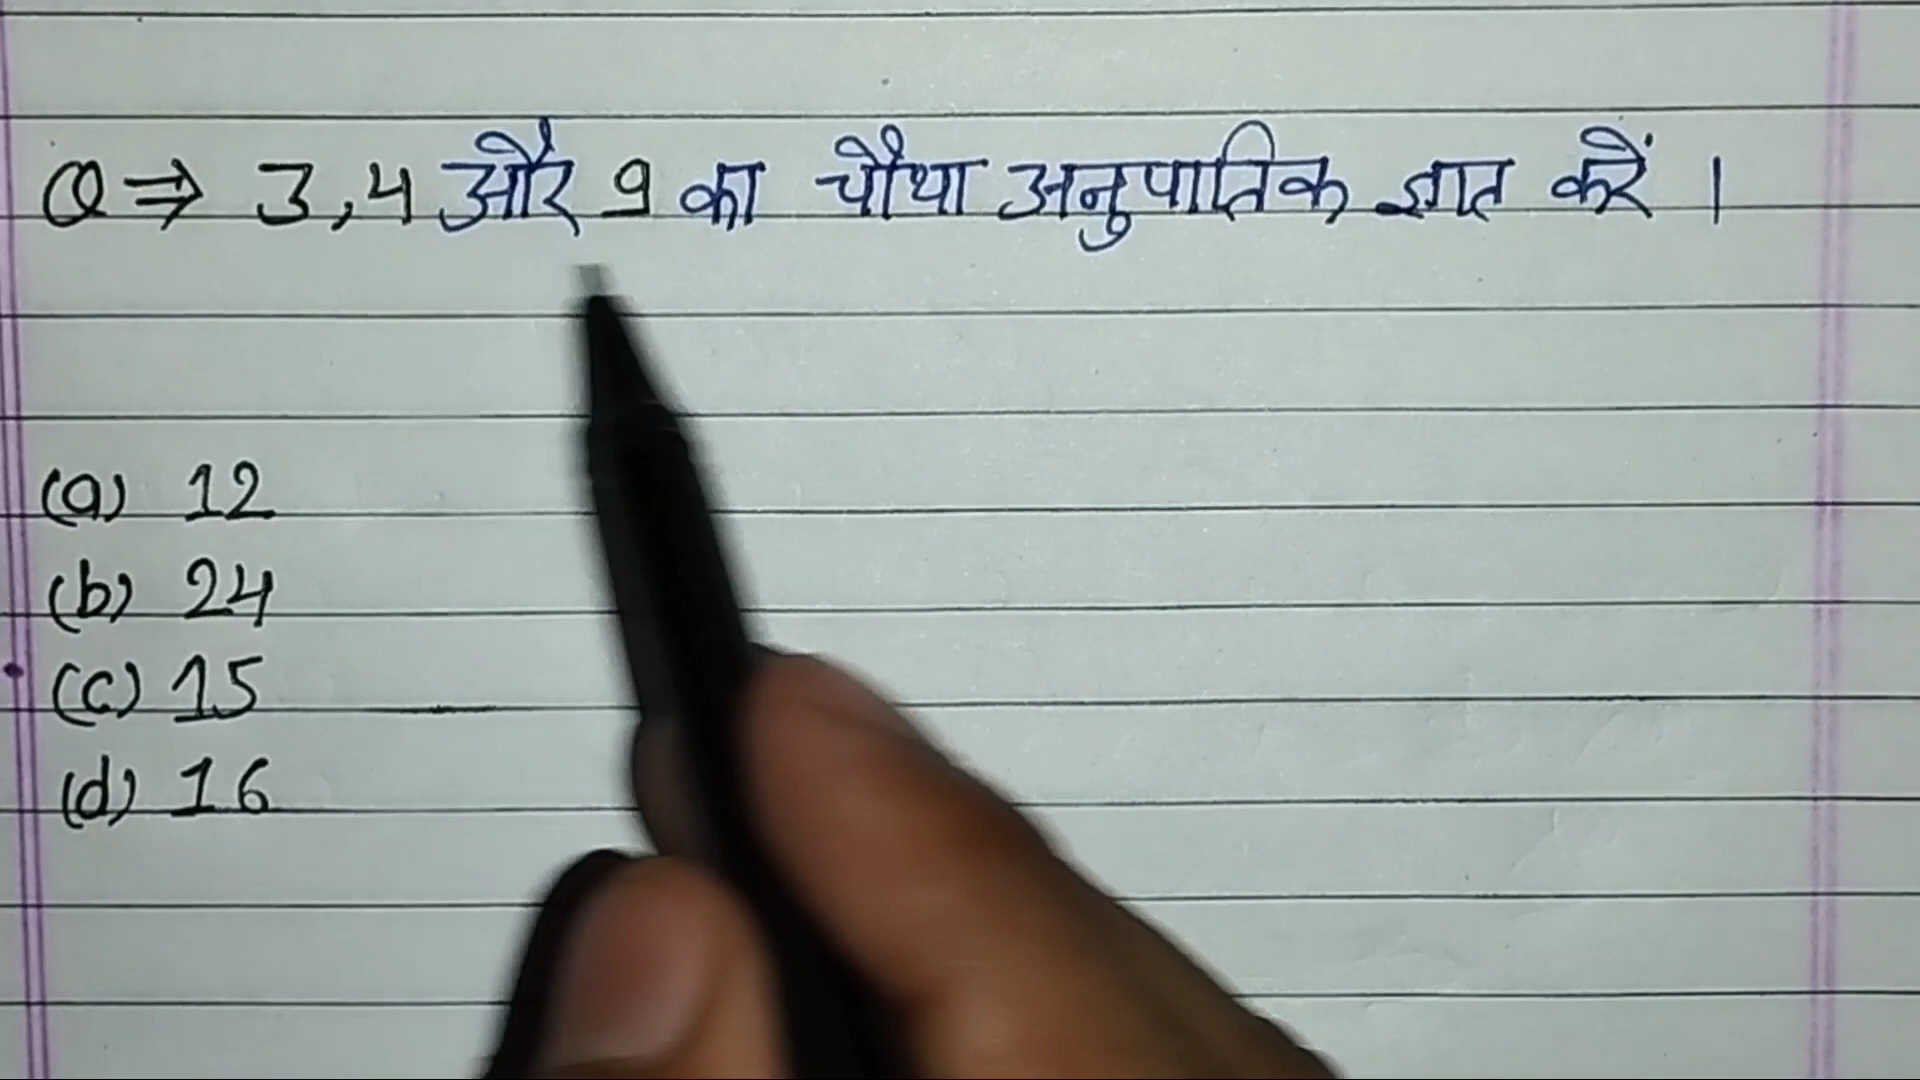 Q ⇒ 3, 4 और 9 का चौथा अनुपातिक ज्ञात करें ।
(a) 12
(b) 24
(c) 15
(d) 16